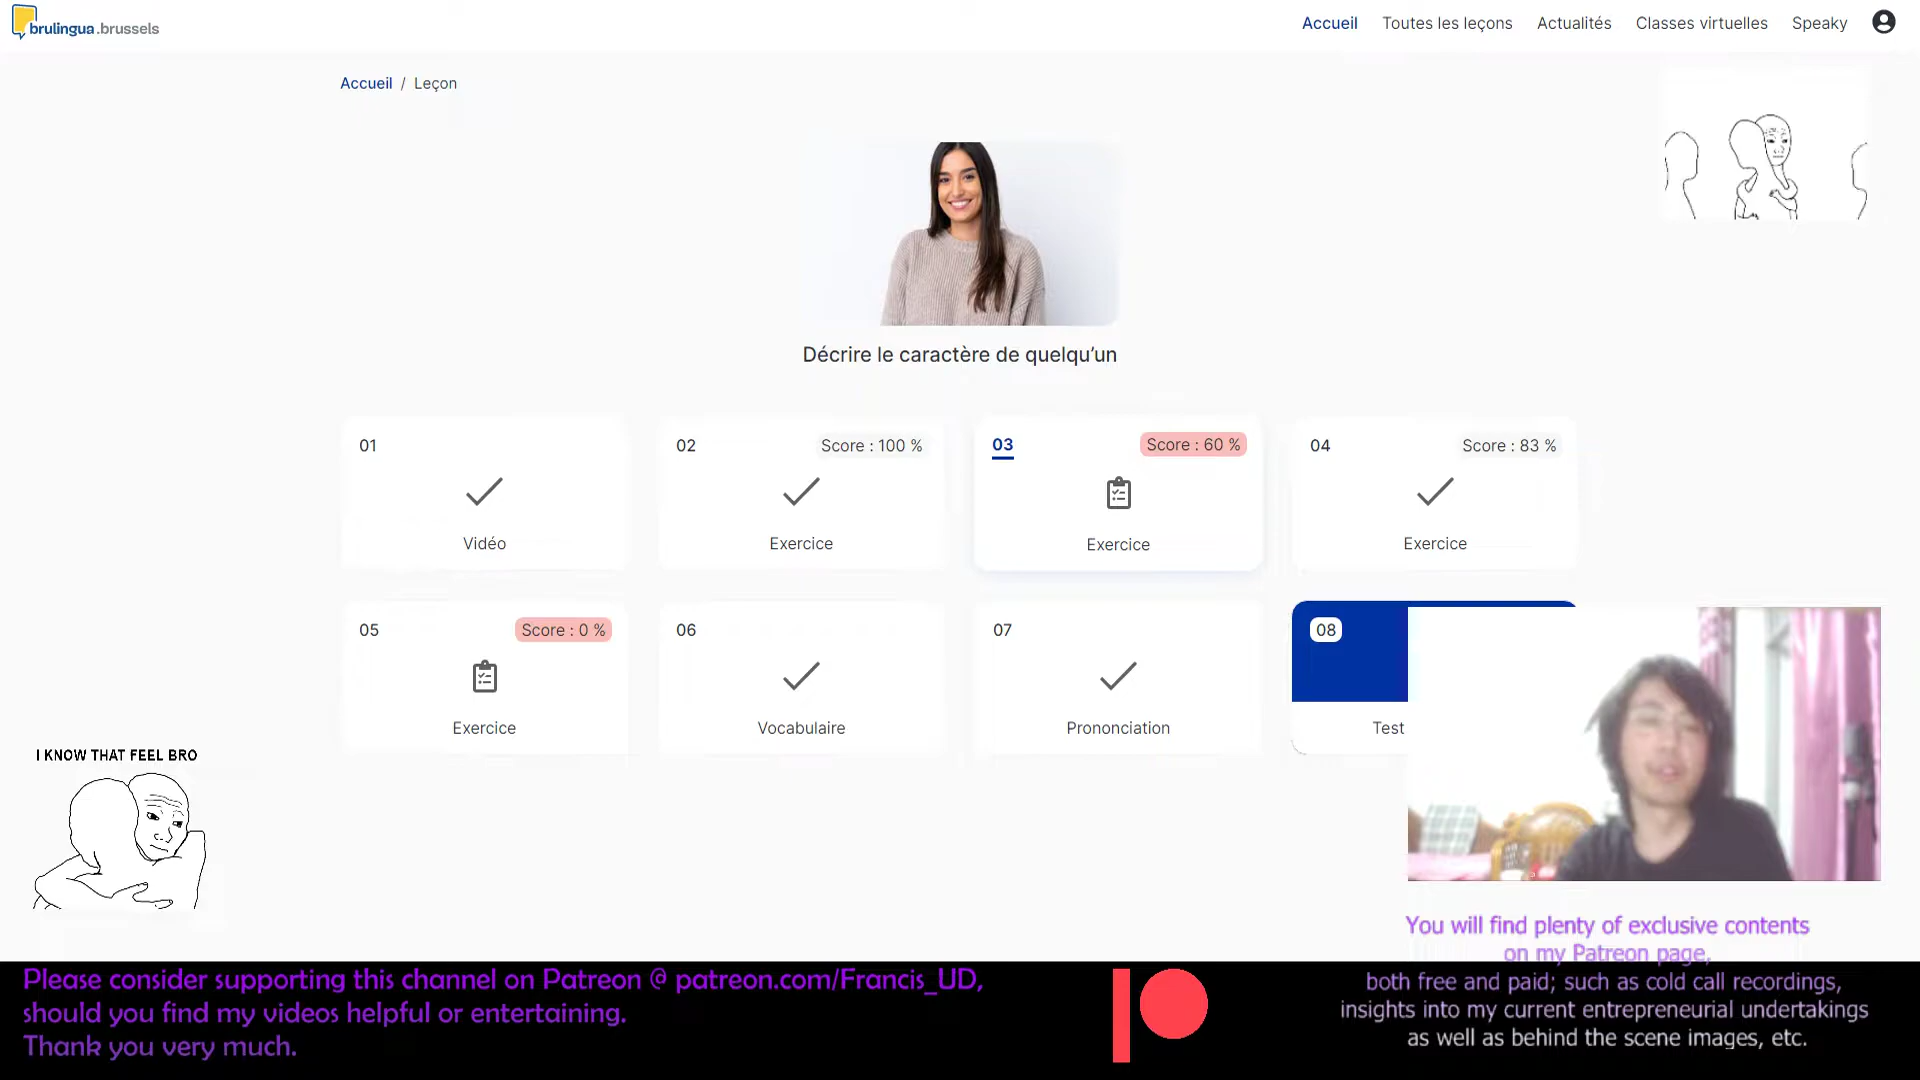 brulingua.brussels
Accueil
Toutes les leçons
Actualités
Classes virtuelles
Speaky
Accueil / Leçon
Décrire le caractère de quelqu’un
01
Vidéo
02
Score : 100 %
Exercice
03
Score : 60 %
Exercice
04
Score : 83 %
Exercice
05
Score : 0 %
Exercice
06
Vocabulaire
07
Prononciation
08
Test
I KNOW THAT FEEL BRO
You will find plenty of exclusive contents
on my Patreon page,
both free and paid; such as cold call recordings,
insights into my current entrepreneurial undertakings
as well as behind the scene images, etc.
Please consider supporting this channel on Patreon @ patreon.com/Francis_UD,
should you find my videos helpful or entertaining.
Thank you very much.